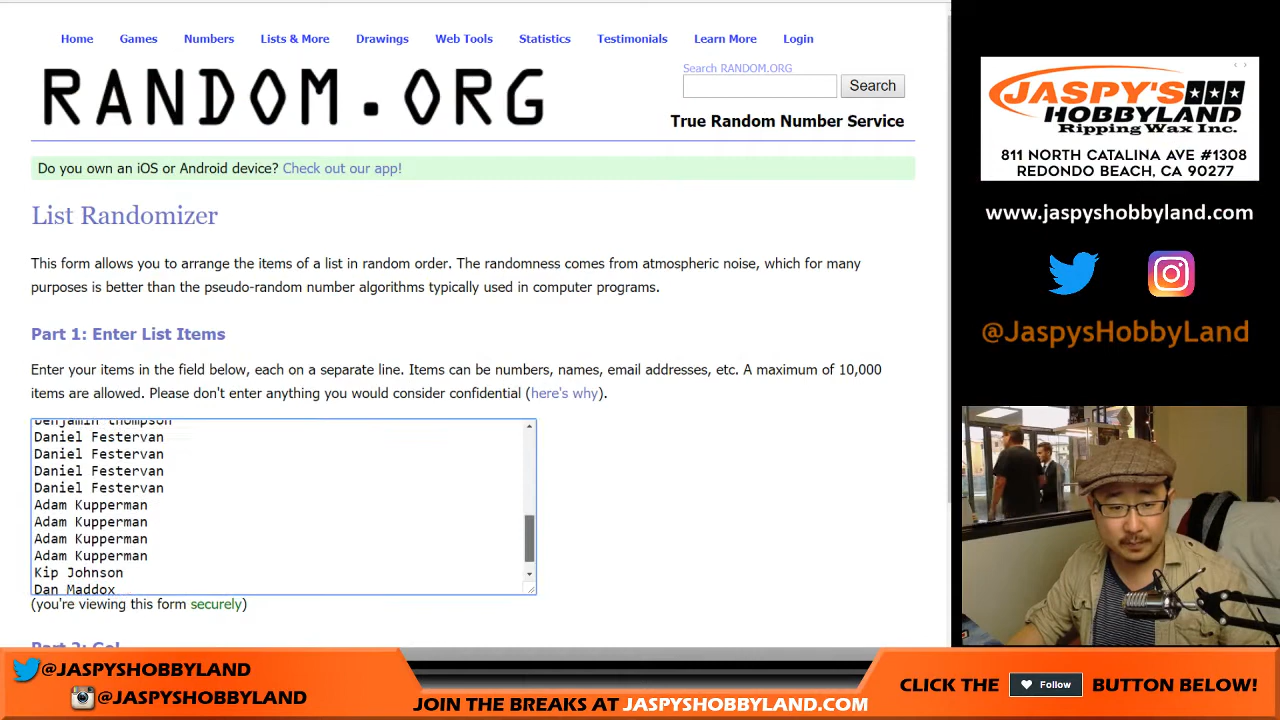 Home Games Numbers Lists & More Drawings Web Tools Statistics Testimonials Learn More Login
RANDOM.ORG
Search RANDOM.ORG
Search
True Random Number Service
Do you own an iOS or Android device? Check out our app!
List Randomizer
This form allows you to arrange the items of a list in random order. The randomness comes from atmospheric noise, which for many
purposes is better than the pseudo-random number algorithms typically used in computer programs.
Part 1: Enter List Items
Enter your items in the field below, each on a separate line. Items can be numbers, names, email addresses, etc. A maximum of 10,000
items are allowed. Please don't enter anything you would consider confidential (here's why).
Benjamin thompson
Daniel Festervan
Daniel Festervan
Daniel Festervan
Daniel Festervan
Adam Kupperman
Adam Kupperman
Adam Kupperman
Adam Kupperman
Kip Johnson
Dan Maddox
(you're viewing this form securely)
Part 2: Go!
JASPY'S
HOBBYLAND
Ripping Wax Inc.
811 NORTH CATALINA AVE #1308
REDONDO BEACH, CA 90277
www.jaspyshobbyland.com
@JaspysHobbyLand
@JASPYSHOBBYLAND
@JASPYSHOBBYLAND
JOIN THE BREAKS AT JASPYSHOBBYLAND.COM
CLICK THE Follow BUTTON BELOW!